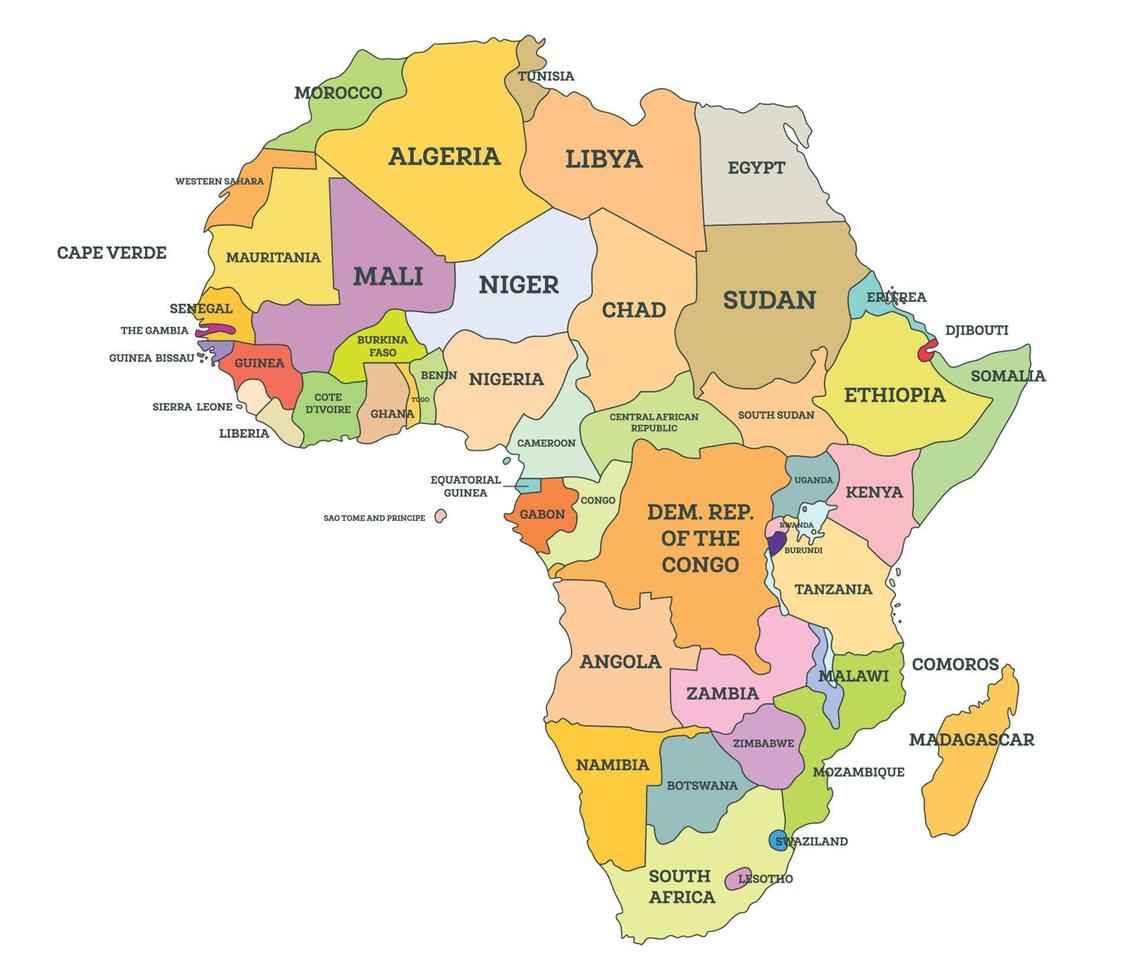 TUNISIA
MOROCCO
ALGERIA
LIBYA
EGYPT
WESTERN SAHARA
CAPE VERDE
MAURITANIA
MALI
NIGER
CHAD
SUDAN
ERITREA
SENEGAL
THE GAMBIA
DJIBOUTI
GUINEA BISSAU
GUINEA
BURKINA
FASO
BENIN
NIGERIA
SOMALIA
ETHIOPIA
SIERRA LEONE
COTE
D'IVOIRE
GHANA
TOGO
CENTRAL AFRICAN
REPUBLIC
SOUTH SUDAN
LIBERIA
CAMEROON
EQUATORIAL
GUINEA
UGANDA
KENYA
CONGO
SAO TOME AND PRINCIPE
GABON
DEM. REP.
OF THE
CONGO
RWANDA
BURUNDI
TANZANIA
ANGOLA
COMOROS
MALAWI
ZAMBIA
MADAGASCAR
ZIMBABWE
NAMIBIA
MOZAMBIQUE
BOTSWANA
SWAZILAND
SOUTH
AFRICA
LESOTHO